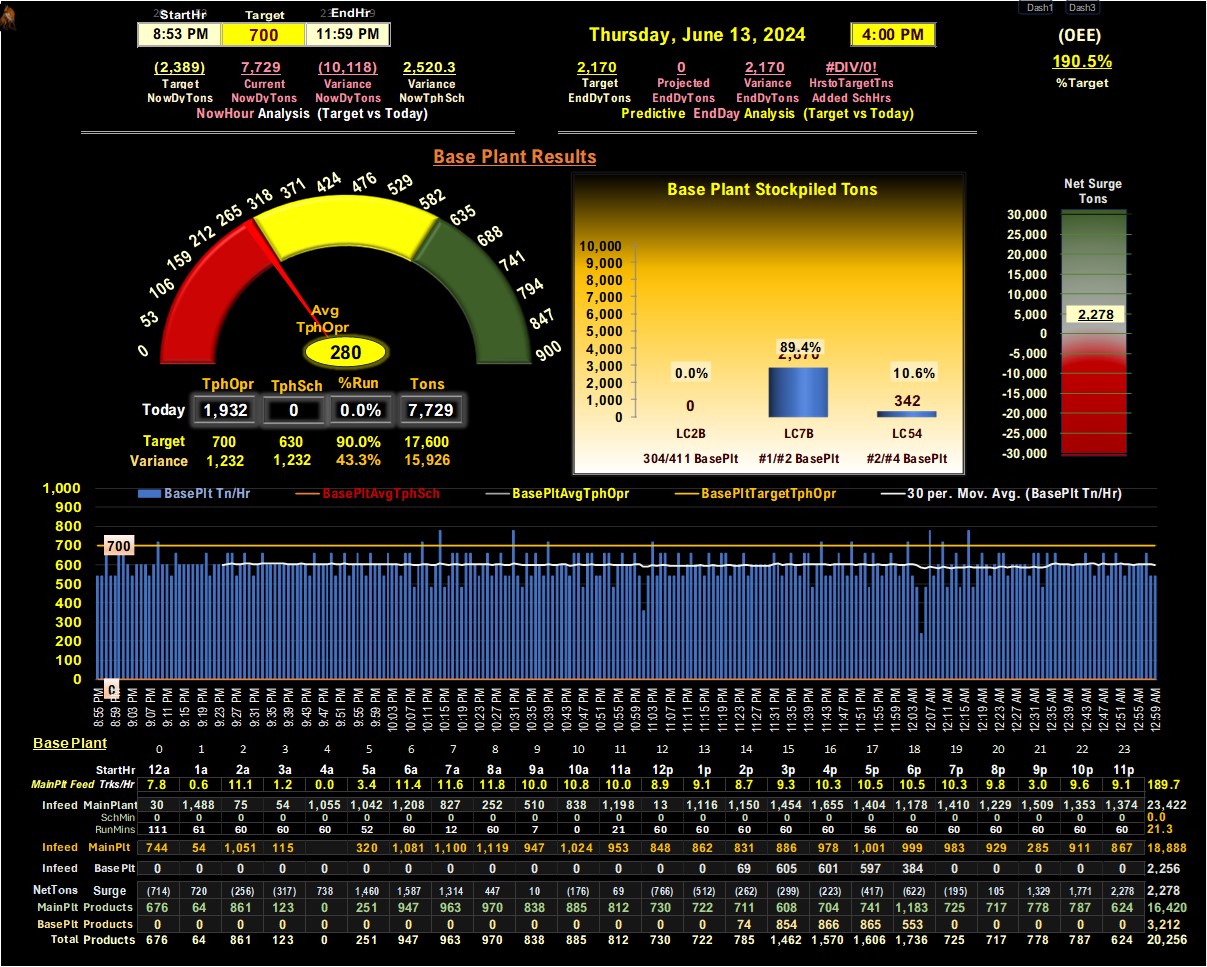 Dash1 Dash3
StartHr Target EndHr
8:53 PM 700 11:59 PM
Thursday, June 13, 2024 4:00 PM
(OEE)
190.5%
%Target
(2,389) 7,729 (10,118) 2,520.3
Target Current Variance Variance
NowDyTons NowDyTons NowDyTons NowTphSch
NowHour Analysis (Target vs Today)
2,170 0 2,170 #DIV/0!
Target Projected Variance HrstoTargetTns
EndDyTons EndDyTons EndDyTons Added SchHrs
Predictive EndDay Analysis (Target vs Today)
Base Plant Results
0 53 106 159 212 265 318 371 424 476 529 582 635 688 741 794 847 900
Avg
TphOpr
280
TphOpr TphSch %Run Tons
Today 1,932 0 0.0% 7,729
Target 700 630 90.0% 17,600
Variance 1,232 1,232 43.3% 15,926
Base Plant Stockpiled Tons
10,000
9,000
8,000
7,000
6,000
5,000
4,000
3,000
2,000
1,000
0
0.0% 89.4% 10.6%
0 342
LC2B LC7B LC54
304/411 BasePlt #1/#2 BasePlt #2/#4 BasePlt
Net Surge
Tons
30,000
25,000
20,000
15,000
10,000
5,000
0
-5,000
-10,000
-15,000
-20,000
-25,000
-30,000
2,278
BasePlt Tn/Hr BasePltAvgTphSch BasePltAvgTphOpr BasePltTargetTphOpr 30 per. Mov. Avg. (BasePlt Tn/Hr)
1,000
900
800
700
600
500
400
300
200
100
0
700
0
8:55 PM 8:59 PM 9:03 PM 9:07 PM 9:11 PM 9:15 PM 9:19 PM 9:23 PM 9:27 PM 9:31 PM 9:35 PM 9:39 PM 9:43 PM 9:47 PM 9:51 PM 9:55 PM 9:59 PM 10:03 PM 10:07 PM 10:11 PM 10:15 PM 10:19 PM 10:23 PM 10:27 PM 10:31 PM 10:35 PM 10:39 PM 10:43 PM 10:47 PM 10:51 PM 10:55 PM 10:59 PM 11:03 PM 11:07 PM 11:11 PM 11:15 PM 11:19 PM 11:23 PM 11:27 PM 11:31 PM 11:35 PM 11:39 PM 11:43 PM 11:47 PM 11:51 PM 11:55 PM 11:59 PM 12:03 AM 12:07 AM 12:11 AM 12:15 AM 12:19 AM 12:23 AM 12:27 AM 12:31 AM 12:35 AM 12:39 AM 12:43 AM 12:47 AM 12:51 AM 12:55 AM 12:59 AM
Base Plant 0 1 2 3 4 5 6 7 8 9 10 11 12 13 14 15 16 17 18 19 20 21 22 23
StartHr 12a 1a 2a 3a 4a 5a 6a 7a 8a 9a 10a 11a 12p 1p 2p 3p 4p 5p 6p 7p 8p 9p 10p 11p
MainPlt Feed Trks/Hr 7.8 0.6 11.1 1.2 0.0 3.4 11.4 11.6 11.8 10.0 10.8 10.0 8.9 9.1 8.7 9.3 10.3 10.5 10.5 10.3 9.8 3.0 9.6 9.1 189.7
Infeed MainPlant 30 1,488 75 54 1,055 1,042 1,208 827 252 510 838 1,198 13 1,116 1,150 1,454 1,655 1,404 1,178 1,410 1,229 1,509 1,353 1,374 23,422
SchMin 0 0 0 0 0 0 0 0 0 0 0 0 0 0 0 0 0 0 0 0 0 0 0 0 0.0
RunMins 111 61 60 60 60 52 60 12 60 7 0 21 60 60 60 60 60 56 60 60 60 60 60 60 21.3
Infeed MainPlt 744 54 1,051 115 320 1,081 1,100 1,119 947 1,024 953 848 862 831 886 978 1,001 999 983 929 285 911 867 18,888
Infeed BasePlt 0 0 0 0 0 0 0 0 0 0 0 0 0 0 69 605 601 597 384 0 0 0 0 0 2,256
NetTons Surge (714) 720 (256) (317) 738 1,460 1,587 1,314 447 10 (176) 69 (766) (512) (262) (299) (223) (417) (622) (195) 105 1,329 1,771 2,278 2,278
MainPlt Products 676 64 861 123 0 251 947 963 970 838 885 812 730 722 711 608 704 741 1,183 725 717 778 787 624 16,420
BasePlt Products 0 0 0 0 0 0 0 0 0 0 0 0 0 0 74 854 866 865 553 0 0 0 0 0 3,212
Total Products 676 64 861 123 0 251 947 963 970 838 885 812 730 722 785 1,462 1,570 1,606 1,736 725 717 778 787 624 20,256